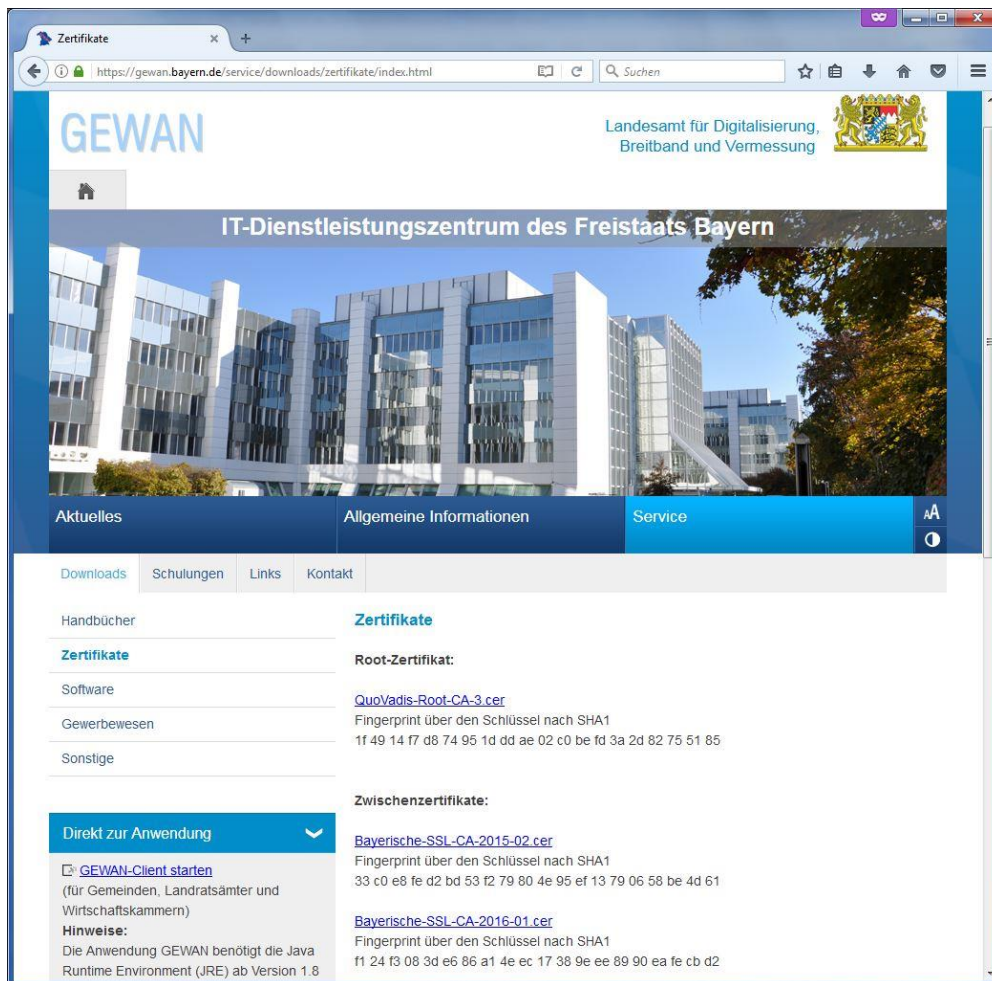 Zertifikate
https://gewan.bayern.de/service/downloads/zertifikate/index.html
Suchen
GEWAN
Landesamt für Digitalisierung,
Breitband und Vermessung
IT-Dienstleistungszentrum des Freistaats Bayern
Aktuelles
Allgemeine Informationen
Service
AA
Downloads
Schulungen
Links
Kontakt
Handbücher
Zertifikate
Software
Gewerbewesen
Sonstige
Direkt zur Anwendung
GEWAN-Client starten
(für Gemeinden, Landratsämter und
Wirtschaftskammern)
Hinweise:
Die Anwendung GEWAN benötigt die Java
Runtime Environment (JRE) ab Version 1.8
Zertifikate
Root-Zertifikat:
QuoVadis-Root-CA-3.cer
Fingerprint über den Schlüssel nach SHA1
1f 49 14 f7 d8 74 95 1d dd ae 02 c0 be fd 3a 2d 82 75 51 85
Zwischenzertifikate:
Bayerische-SSL-CA-2015-02.cer
Fingerprint über den Schlüssel nach SHA1
33 c0 e8 fe d2 bd 53 f2 79 80 4e 95 ef 13 79 06 58 be 4d 61
Bayerische-SSL-CA-2016-01.cer
Fingerprint über den Schlüssel nach SHA1
f1 24 f3 08 3d e6 86 a1 4e ec 17 38 9e ee 89 90 ea fe cb d2